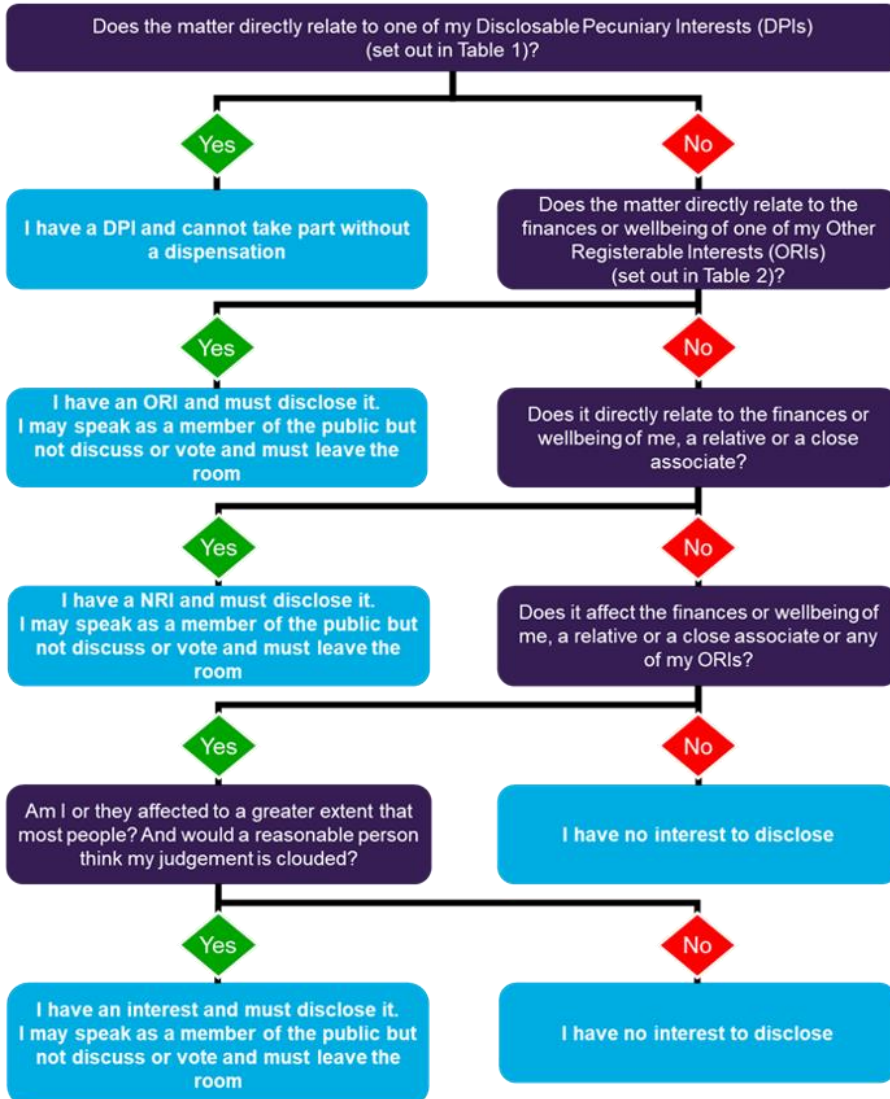 Does the matter directly relate to one of my Disclosable Pecuniary Interests (DPIs)
(set out in Table 1)?
Yes
No
I have a DPI and cannot take part without
a dispensation
Does the matter directly relate to the
finances or wellbeing of one of my Other
Registerable Interests (ORIs)
(set out in Table 2)?
Yes
No
I have an ORI and must disclose it.
I may speak as a member of the public but
not discuss or vote and must leave the
room
Does it directly relate to the finances or
wellbeing of me, a relative or a close
associate?
Yes
No
I have a NRI and must disclose it.
I may speak as a member of the public but
not discuss or vote and must leave the
room
Does it affect the finances or wellbeing of
me, a relative or a close associate or any
of my ORIs?
Yes
No
Am I or they affected to a greater extent that
most people? And would a reasonable person
think my judgement is clouded?
I have no interest to disclose
Yes
No
I have an interest and must disclose it.
I may speak as a member of the public but
not discuss or vote and must leave the
room
I have no interest to disclose